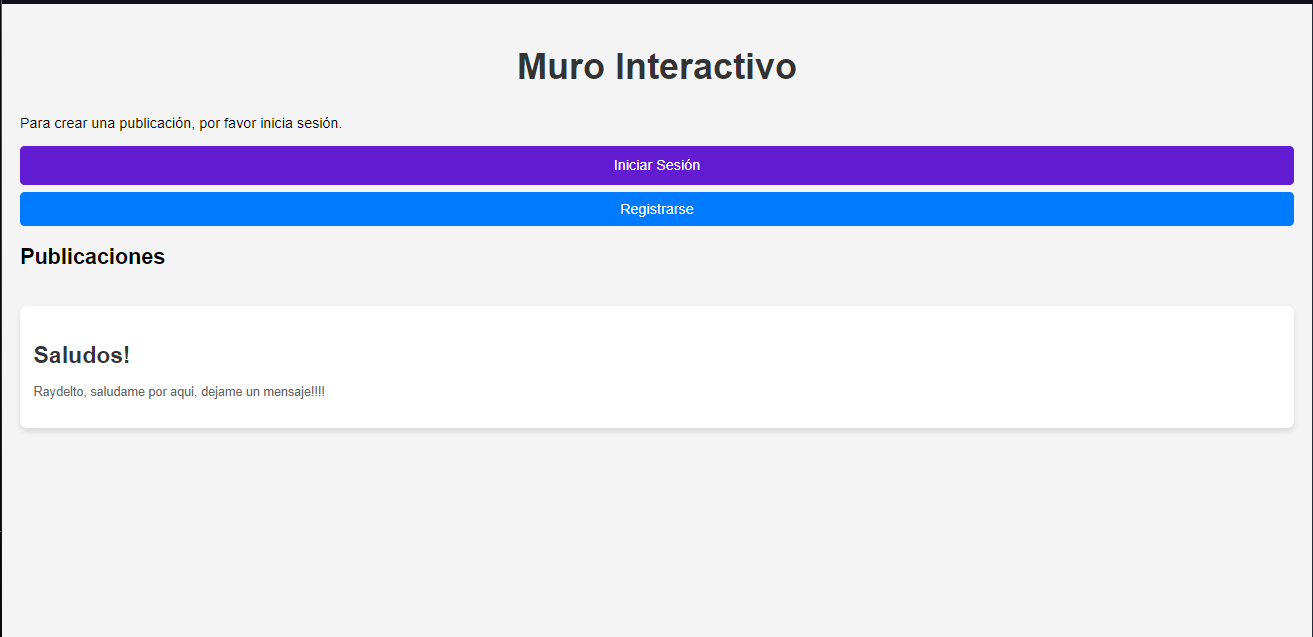 Muro Interactivo
Para crear una publicación, por favor inicia sesión.
Iniciar Sesión
Registrarse
Publicaciones
Saludos!
Raydelto, saludame por aqui, dejame un mensaje!!!!